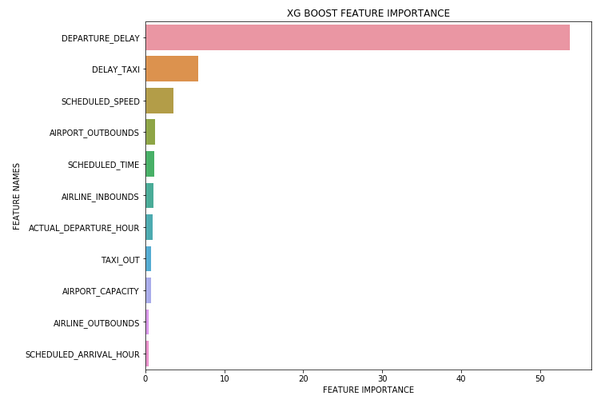 XG BOOST FEATURE IMPORTANCE
DEPARTURE_DELAY
DELAY_TAXI
SCHEDULED_SPEED
AIRPORT_OUTBOUNDS
SCHEDULED_TIME
AIRLINE_INBOUNDS
ACTUAL_DEPARTURE_HOUR
TAXI_OUT
AIRPORT_CAPACITY
AIRLINE_OUTBOUNDS
SCHEDULED_ARRIVAL_HOUR
FEATURE NAMES
0 10 20 30 40 50
FEATURE IMPORTANCE